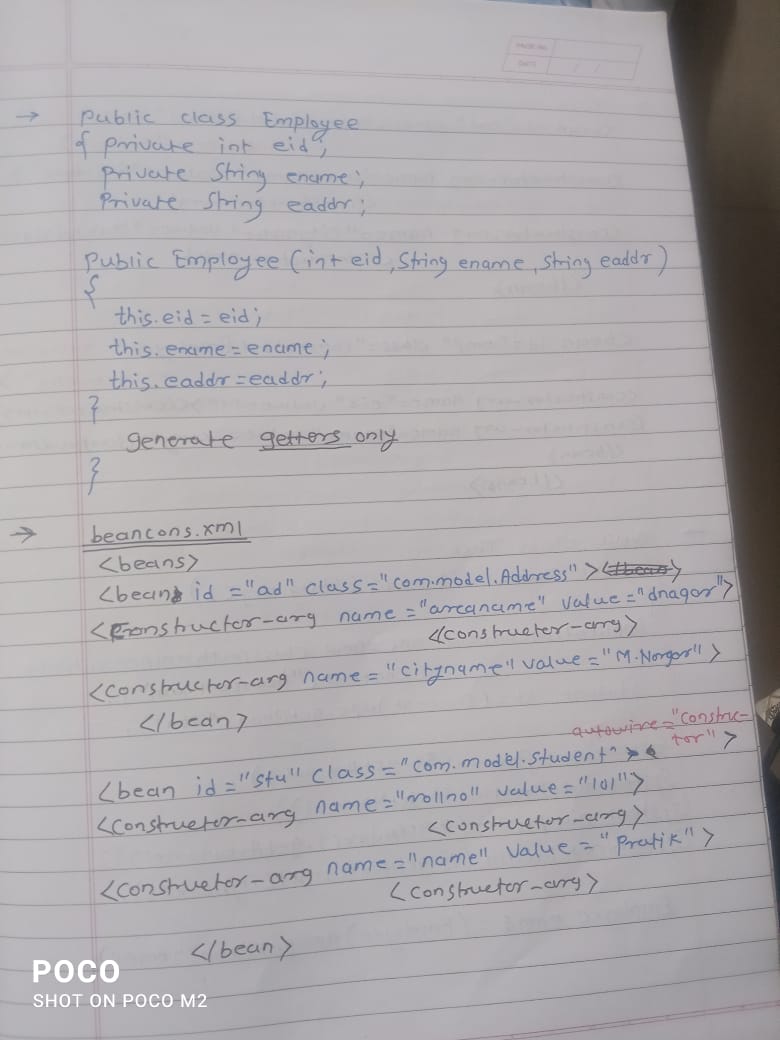 PAGE NO.
DATE / /
→ Public class Employee
{ private int eid;
private String ename;
Private String eaddr;
Public Employee (int eid, String ename, String eaddr)
{
this.eid = eid;
this.ename = ename;
this.eaddr = eaddr;
}
generate getters only
}
→ beancons.xml
<beans>
<bean id ="ad" class="com.model.Address" >
<constructor-arg name ="areaname" value ="dnagar">
<constructor-arg>
<constructor-arg name = "cityname" value = "M.Nagar" >
</bean>
autowire="construc-
tor" >
<bean id="stu" class="com.model.student"
<constructor-arg name="rollno" value="101">
<constructor-arg>
<constructor-arg name="name" value = "Pratik" >
<constructor-arg>
</bean>
POCO
SHOT ON POCO M2